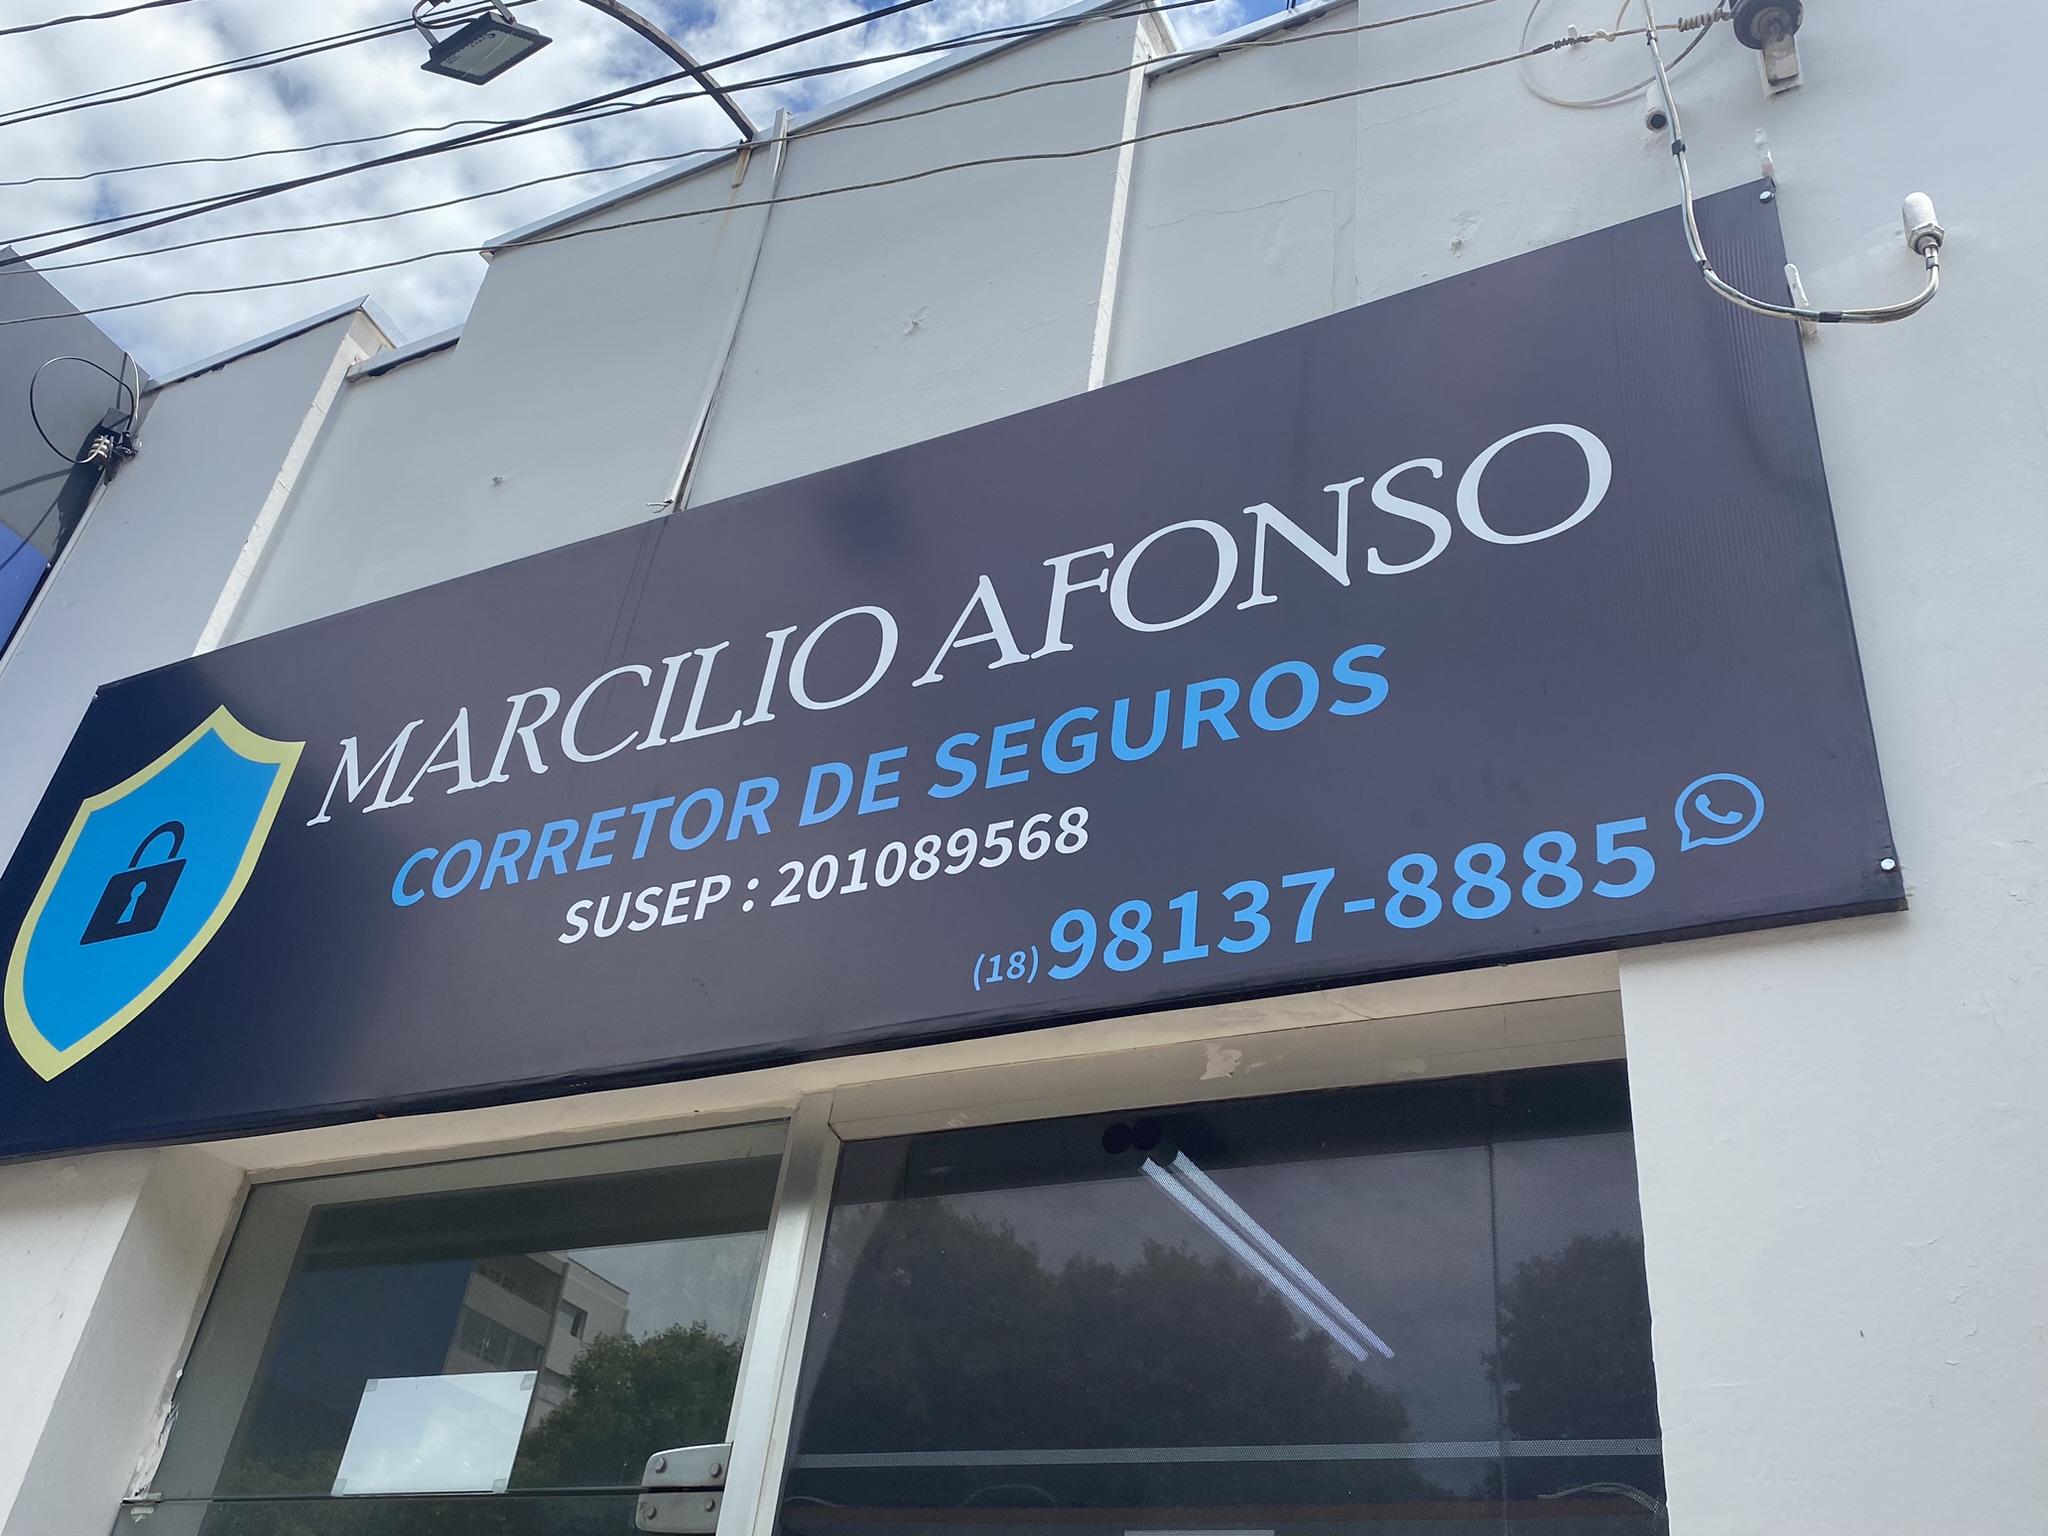 MARCILIO AFONSO
CORRETOR DE SEGUROS
SUSEP : 201089568
(18) 98137-8885